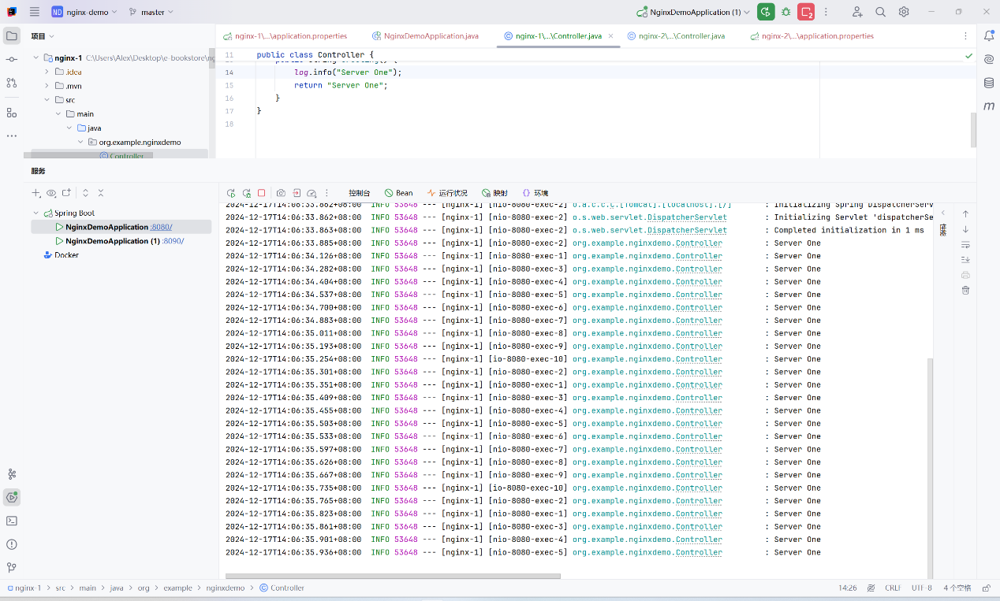 ND nginx-demo master NginxDemoApplication (1) 2
项目
nginx-1\...\application.properties NginxDemoApplication.java nginx-1\...\Controller.java nginx-2\...\Controller.java nginx-2\...\application.properties
nginx-1 C:\Users\Alex\Desktop\e-bookstore\
.idea
.mvn
src
main
java
org.example.nginxdemo
Controller
11 public class Controller {
14 log.info("Server One");
15 return "Server One";
16 }
17 }
18
服务
控制台 Bean 运行状况 映射 环境
Spring Boot
NginxDemoApplication :8080/
NginxDemoApplication (1) :8090/
Docker
2024-12-17T14:06:33.862+08:00 INFO 53648 --- [nginx-1] [nio-8080-exec-2] o.a.c.c.C.[Tomcat].[localhost].[/] : Initializing Spring DispatcherServ
2024-12-17T14:06:33.862+08:00 INFO 53648 --- [nginx-1] [nio-8080-exec-2] o.s.web.servlet.DispatcherServlet : Initializing Servlet 'dispatcherSe
2024-12-17T14:06:33.863+08:00 INFO 53648 --- [nginx-1] [nio-8080-exec-2] o.s.web.servlet.DispatcherServlet : Completed initialization in 1 ms
2024-12-17T14:06:33.885+08:00 INFO 53648 --- [nginx-1] [nio-8080-exec-2] org.example.nginxdemo.Controller : Server One
2024-12-17T14:06:34.126+08:00 INFO 53648 --- [nginx-1] [nio-8080-exec-1] org.example.nginxdemo.Controller : Server One
2024-12-17T14:06:34.282+08:00 INFO 53648 --- [nginx-1] [nio-8080-exec-3] org.example.nginxdemo.Controller : Server One
2024-12-17T14:06:34.404+08:00 INFO 53648 --- [nginx-1] [nio-8080-exec-4] org.example.nginxdemo.Controller : Server One
2024-12-17T14:06:34.537+08:00 INFO 53648 --- [nginx-1] [nio-8080-exec-5] org.example.nginxdemo.Controller : Server One
2024-12-17T14:06:34.700+08:00 INFO 53648 --- [nginx-1] [nio-8080-exec-6] org.example.nginxdemo.Controller : Server One
2024-12-17T14:06:34.883+08:00 INFO 53648 --- [nginx-1] [nio-8080-exec-7] org.example.nginxdemo.Controller : Server One
2024-12-17T14:06:35.011+08:00 INFO 53648 --- [nginx-1] [nio-8080-exec-8] org.example.nginxdemo.Controller : Server One
2024-12-17T14:06:35.193+08:00 INFO 53648 --- [nginx-1] [nio-8080-exec-9] org.example.nginxdemo.Controller : Server One
2024-12-17T14:06:35.254+08:00 INFO 53648 --- [nginx-1] [io-8080-exec-10] org.example.nginxdemo.Controller : Server One
2024-12-17T14:06:35.301+08:00 INFO 53648 --- [nginx-1] [nio-8080-exec-2] org.example.nginxdemo.Controller : Server One
2024-12-17T14:06:35.351+08:00 INFO 53648 --- [nginx-1] [nio-8080-exec-1] org.example.nginxdemo.Controller : Server One
2024-12-17T14:06:35.409+08:00 INFO 53648 --- [nginx-1] [nio-8080-exec-3] org.example.nginxdemo.Controller : Server One
2024-12-17T14:06:35.455+08:00 INFO 53648 --- [nginx-1] [nio-8080-exec-4] org.example.nginxdemo.Controller : Server One
2024-12-17T14:06:35.503+08:00 INFO 53648 --- [nginx-1] [nio-8080-exec-5] org.example.nginxdemo.Controller : Server One
2024-12-17T14:06:35.533+08:00 INFO 53648 --- [nginx-1] [nio-8080-exec-6] org.example.nginxdemo.Controller : Server One
2024-12-17T14:06:35.597+08:00 INFO 53648 --- [nginx-1] [nio-8080-exec-7] org.example.nginxdemo.Controller : Server One
2024-12-17T14:06:35.626+08:00 INFO 53648 --- [nginx-1] [nio-8080-exec-8] org.example.nginxdemo.Controller : Server One
2024-12-17T14:06:35.667+08:00 INFO 53648 --- [nginx-1] [nio-8080-exec-9] org.example.nginxdemo.Controller : Server One
2024-12-17T14:06:35.735+08:00 INFO 53648 --- [nginx-1] [io-8080-exec-10] org.example.nginxdemo.Controller : Server One
2024-12-17T14:06:35.765+08:00 INFO 53648 --- [nginx-1] [nio-8080-exec-2] org.example.nginxdemo.Controller : Server One
2024-12-17T14:06:35.823+08:00 INFO 53648 --- [nginx-1] [nio-8080-exec-1] org.example.nginxdemo.Controller : Server One
2024-12-17T14:06:35.861+08:00 INFO 53648 --- [nginx-1] [nio-8080-exec-3] org.example.nginxdemo.Controller : Server One
2024-12-17T14:06:35.901+08:00 INFO 53648 --- [nginx-1] [nio-8080-exec-4] org.example.nginxdemo.Controller : Server One
2024-12-17T14:06:35.936+08:00 INFO 53648 --- [nginx-1] [nio-8080-exec-5] org.example.nginxdemo.Controller : Server One
nginx-1 > src > main > java > org > example > nginxdemo > Controller 14:26 CRLF UTF-8 4 个空格